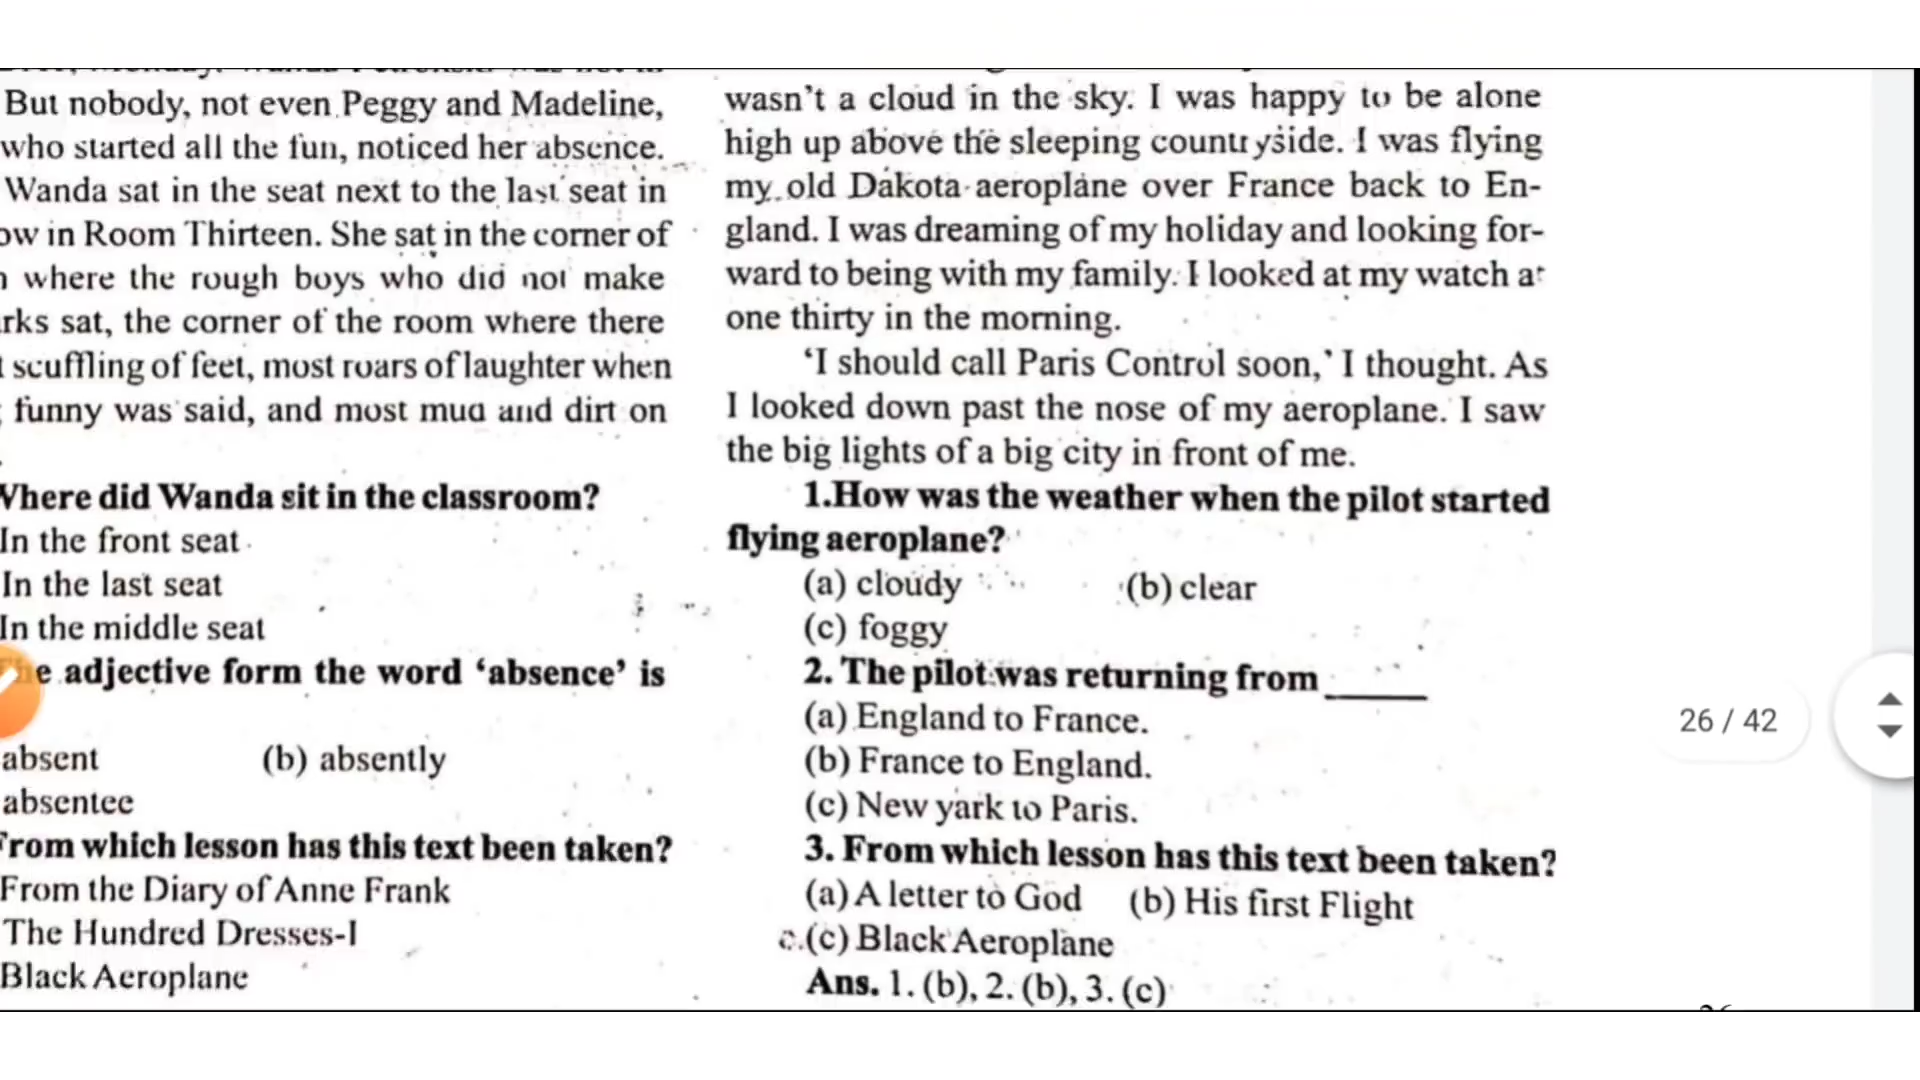 But nobody, not even Peggy and Madeline,
who started all the fun, noticed her absence.
Wanda sat in the seat next to the last seat in
ow in Room Thirteen. She sat in the corner of
where the rough boys who did not make
rks sat, the corner of the room where there
scuffling of feet, most roars of laughter when
funny was said, and most mud and dirt on
Where did Wanda sit in the classroom?
In the front seat
In the last seat
In the middle seat
he adjective form the word ‘absence’ is
absent (b) absently
absentee
From which lesson has this text been taken?
From the Diary of Anne Frank
The Hundred Dresses-I
Black Aeroplane
wasn’t a cloud in the sky. I was happy to be alone
high up above the sleeping countryside. I was flying
my old Dakota aeroplane over France back to En-
gland. I was dreaming of my holiday and looking for-
ward to being with my family. I looked at my watch at
one thirty in the morning.
‘I should call Paris Control soon,’ I thought. As
I looked down past the nose of my aeroplane. I saw
the big lights of a big city in front of me.
1.How was the weather when the pilot started
flying aeroplane?
(a) cloudy (b) clear
(c) foggy
2. The pilot was returning from _____
(a) England to France.
(b) France to England.
(c) New yark to Paris.
3. From which lesson has this text been taken?
(a) A letter to God (b) His first Flight
(c) Black Aeroplane
Ans. 1. (b), 2. (b), 3. (c)
26 / 42